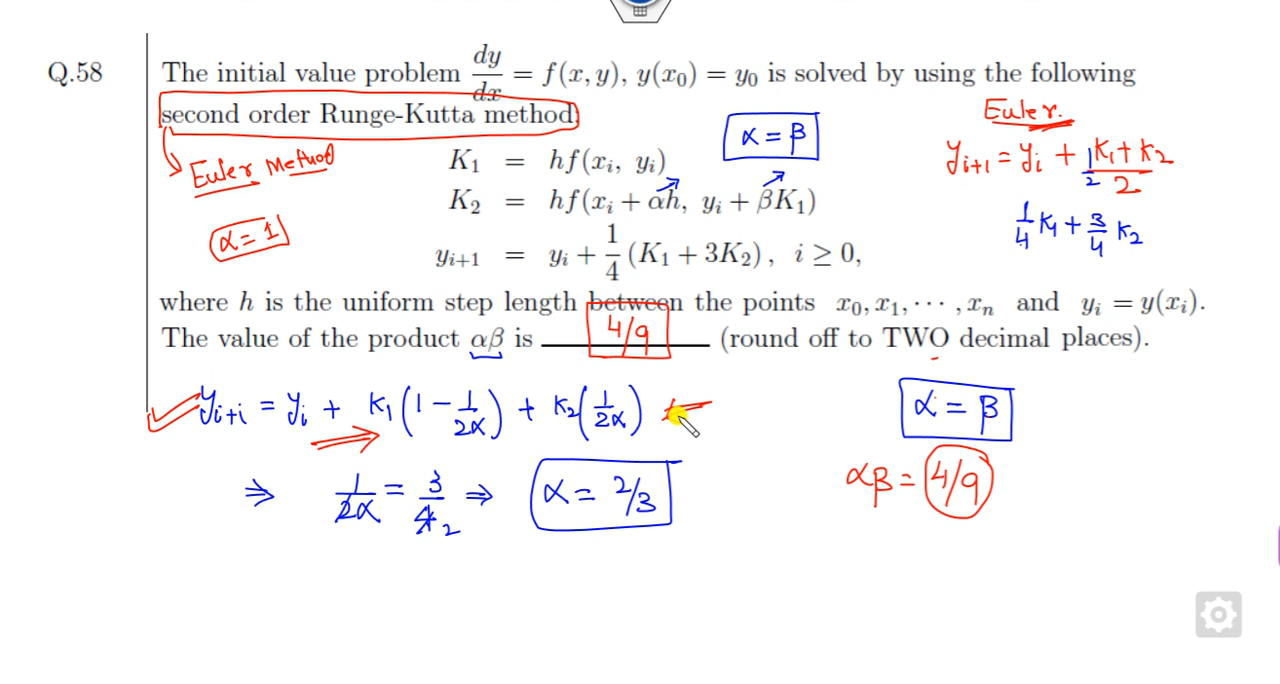 Q.58 The initial value problem dy/dx = f(x, y), y(x₀) = y₀ is solved by using the following
second order Runge-Kutta method
Euler.
α = β
Euler Method
K₁ = hf(xᵢ, yᵢ)
yᵢ₊₁ = yᵢ + 1/2 K₁ + K₂ / 2
K₂ = hf(xᵢ + αh, yᵢ + βK₁)
α = 1
1/4 K₁ + 3/4 K₂
yᵢ₊₁ = yᵢ + 1/4 (K₁ + 3K₂), i ≥ 0,
where h is the uniform step length between the points x₀, x₁, ⋯, xₙ and yᵢ = y(xᵢ).
The value of the product αβ is 4/9 (round off to TWO decimal places).
yᵢ₊ᵢ = yᵢ + K₁(1 − 1/2α) + K₂(1/2α)
α = β
⇒ 1/2α = 3/4 2 ⇒ α = 2/3
αβ = 4/9